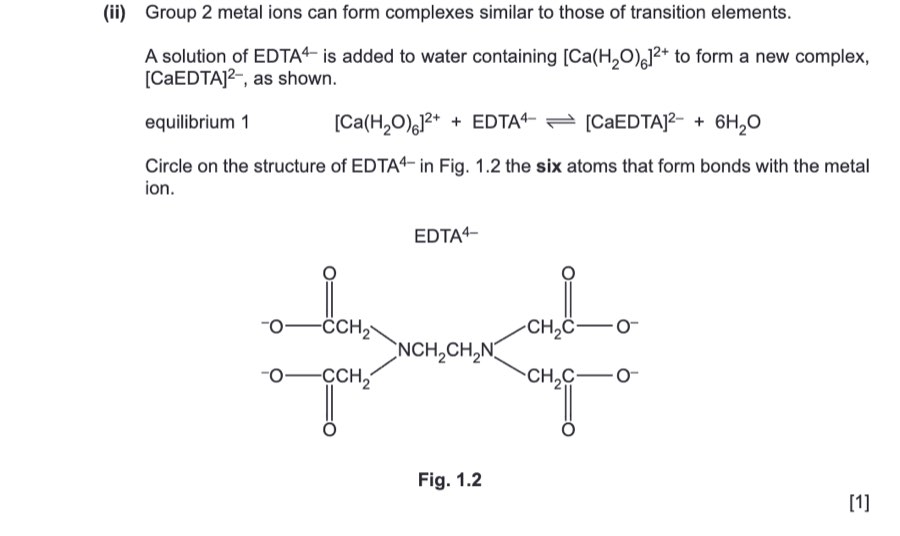 (ii) Group 2 metal ions can form complexes similar to those of transition elements.
A solution of EDTA⁴⁻ is added to water containing [Ca(H₂O)₆]²⁺ to form a new complex,
[CaEDTA]²⁻, as shown.
equilibrium 1 [Ca(H₂O)₆]²⁺ + EDTA⁴⁻ ⇌ [CaEDTA]²⁻ + 6H₂O
Circle on the structure of EDTA⁴⁻ in Fig. 1.2 the six atoms that form bonds with the metal
ion.
EDTA⁴⁻
O O
⁻O—CCH₂ CH₂C—O⁻
NCH₂CH₂N
⁻O—CCH₂ CH₂C—O⁻
O O
Fig. 1.2
[1]